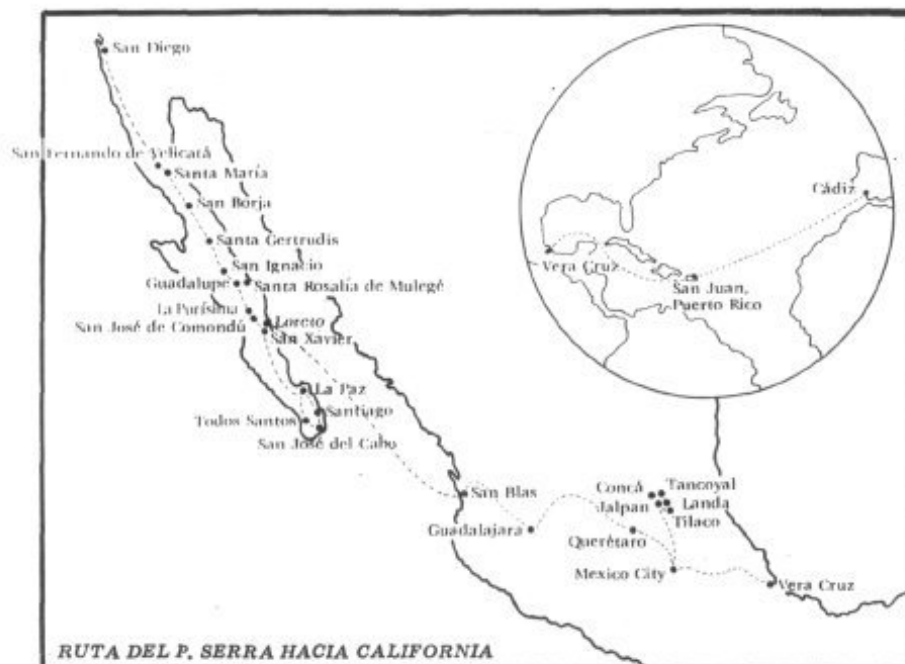 San Diego
San Fernando de Velicatá
Santa María
San Borja
Santa Gertrudis
San Ignacio
Guadalupe
Santa Rosalía de Mulegé
La Purísima
Loreto
San José de Comondú
San Xavier
La Paz
Santiago
Todos Santos
San José del Cabo
Cádiz
Vera Cruz
San Juan,
Puerto Rico
San Blas
Guadalajara
Concá
Tancoyal
Jalpan
Landa
Tilaco
Querétaro
Mexico City
Vera Cruz
RUTA DEL P. SERRA HACIA CALIFORNIA